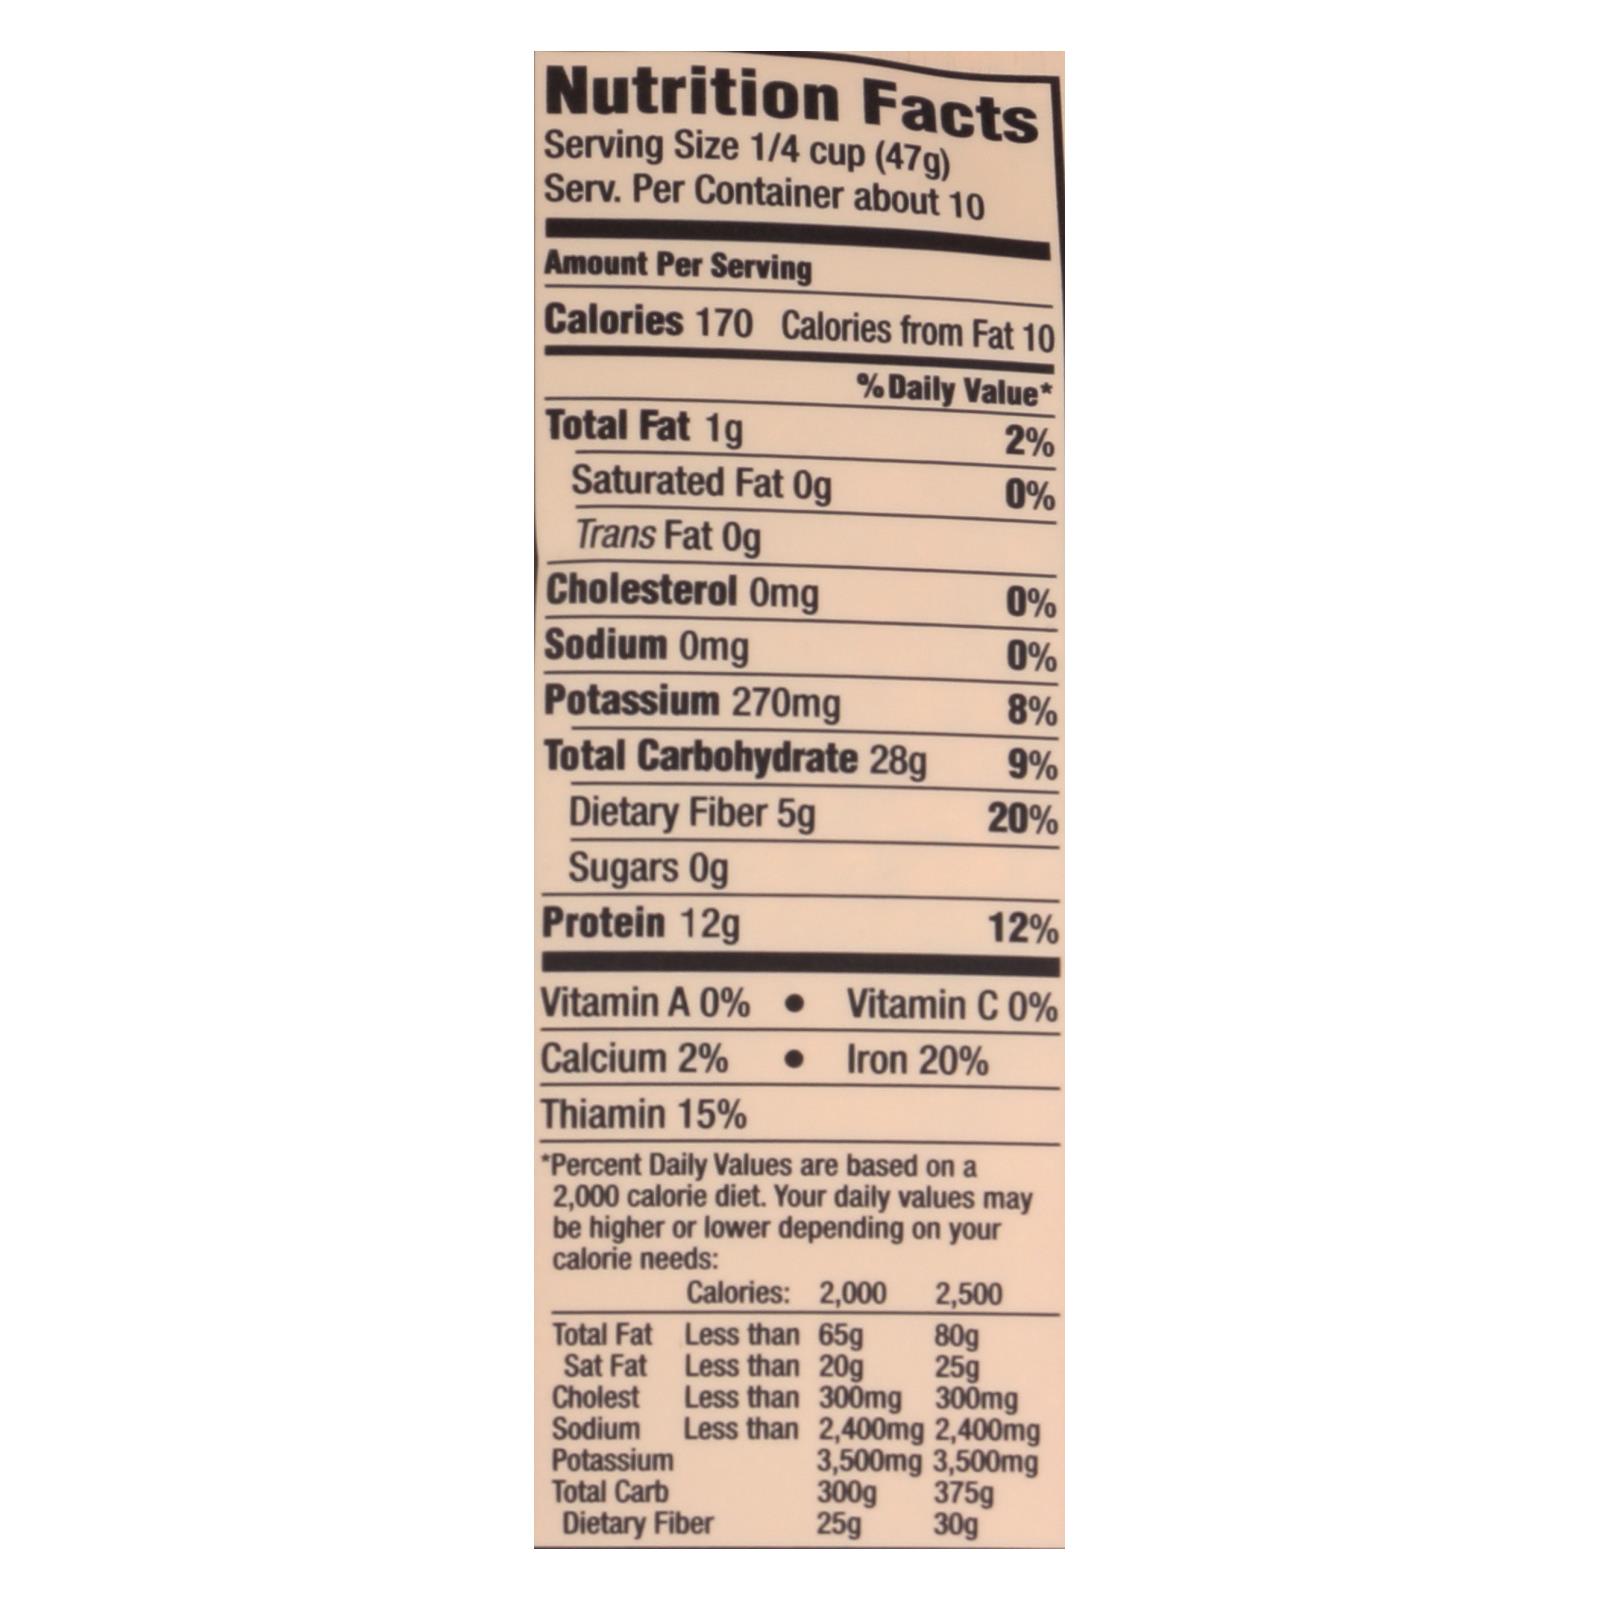 Nutrition Facts
Serving Size 1/4 cup (47g)
Serv. Per Container about 10
Amount Per Serving
Calories 170 Calories from Fat 10
% Daily Value*
Total Fat 1g 2%
Saturated Fat 0g 0%
Trans Fat 0g
Cholesterol 0mg 0%
Sodium 0mg 0%
Potassium 270mg 8%
Total Carbohydrate 28g 9%
Dietary Fiber 5g 20%
Sugars 0g
Protein 12g 12%
Vitamin A 0% ● Vitamin C 0%
Calcium 2% ● Iron 20%
Thiamin 15%
*Percent Daily Values are based on a
2,000 calorie diet. Your daily values may
be higher or lower depending on your
calorie needs:
Calories: 2,000 2,500
Total Fat Less than 65g 80g
Sat Fat Less than 20g 25g
Cholest Less than 300mg 300mg
Sodium Less than 2,400mg 2,400mg
Potassium 3,500mg 3,500mg
Total Carb 300g 375g
Dietary Fiber 25g 30g